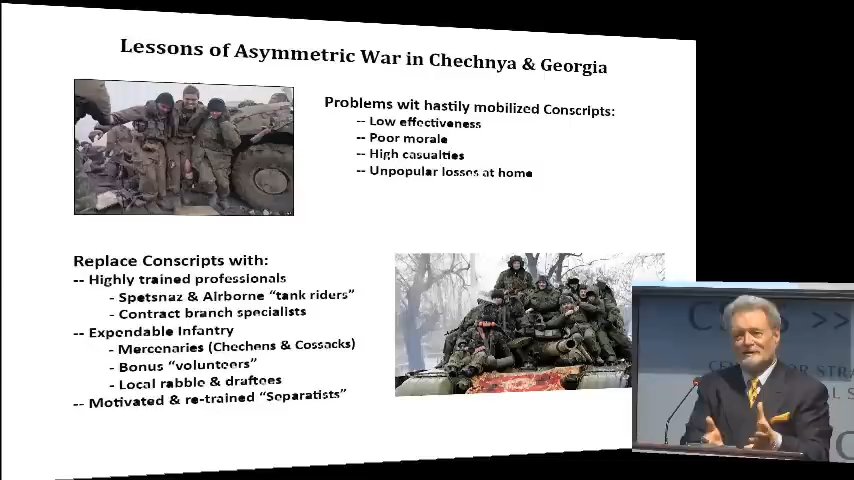 Lessons of Asymmetric War in Chechnya & Georgia
Problems wit hastily mobilized Conscripts:
-- Low effectiveness
-- Poor morale
-- High casualties
-- Unpopular losses at home
Replace Conscripts with:
-- Highly trained professionals
- Spetsnaz & Airborne “tank riders”
- Contract branch specialists
-- Expendable Infantry
- Mercenaries (Chechens & Cossacks)
- Bonus “volunteers”
- Local rabble & draftees
-- Motivated & re-trained “Separatists”
>>